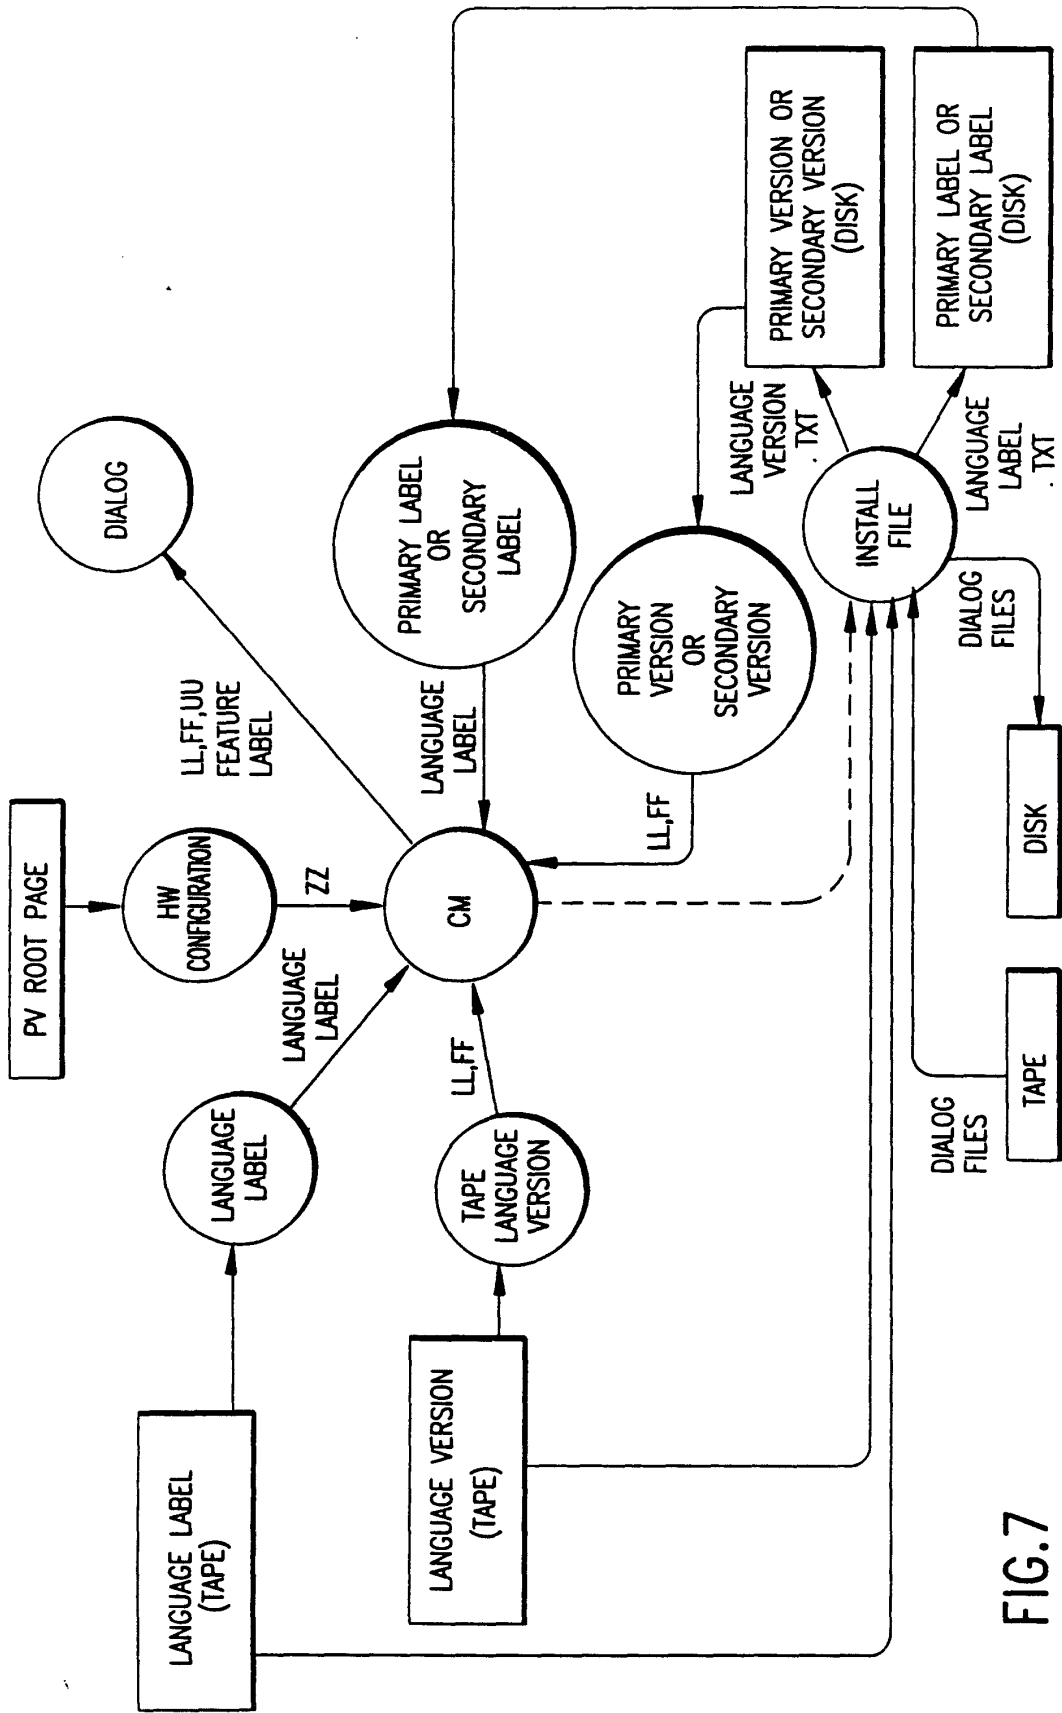 PV ROOT PAGE
HW
CONFIGURATION
ZZ
LL,FF,UU
FEATURE
LABEL
DIALOG
LANGUAGE LABEL
(TAPE)
LANGUAGE
LABEL
LANGUAGE
LABEL
CM
LANGUAGE
LABEL
PRIMARY LABEL
OR
SECONDARY
LABEL
LANGUAGE VERSION
(TAPE)
TAPE
LANGUAGE
VERSION
LL,FF
LL,FF
PRIMARY
VERSION
OR
SECONDARY
VERSION
LANGUAGE
VERSION
.TXT
PRIMARY VERSION OR
SECONDARY VERSION
(DISK)
INSTALL
FILE
LANGUAGE
LABEL
.TXT
PRIMARY LABEL OR
SECONDARY LABEL
(DISK)
DIALOG
FILES
TAPE
DIALOG
FILES
DISK
FIG.7